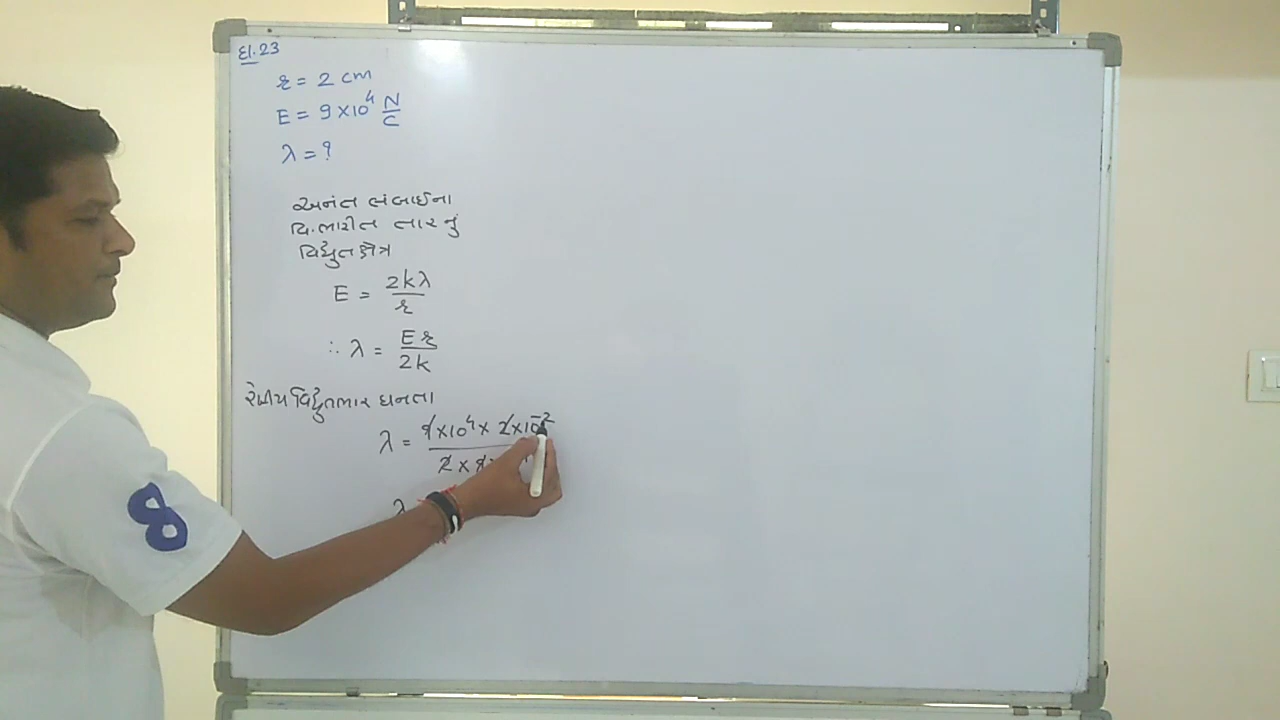 દા.23
r = 2 cm
E = 9 × 10⁴ N/C
λ = ?
અનંત લંબાઈના
વિ.ભારીત તારનું
વિદ્યુતક્ષેત્ર
E = 2kλ/r
∴ λ = Er/2k
રેખીય વિદ્યુતભાર ઘનતા
λ = 9×10⁴ × 2×10⁻² / 2 × 9 ×
λ
8